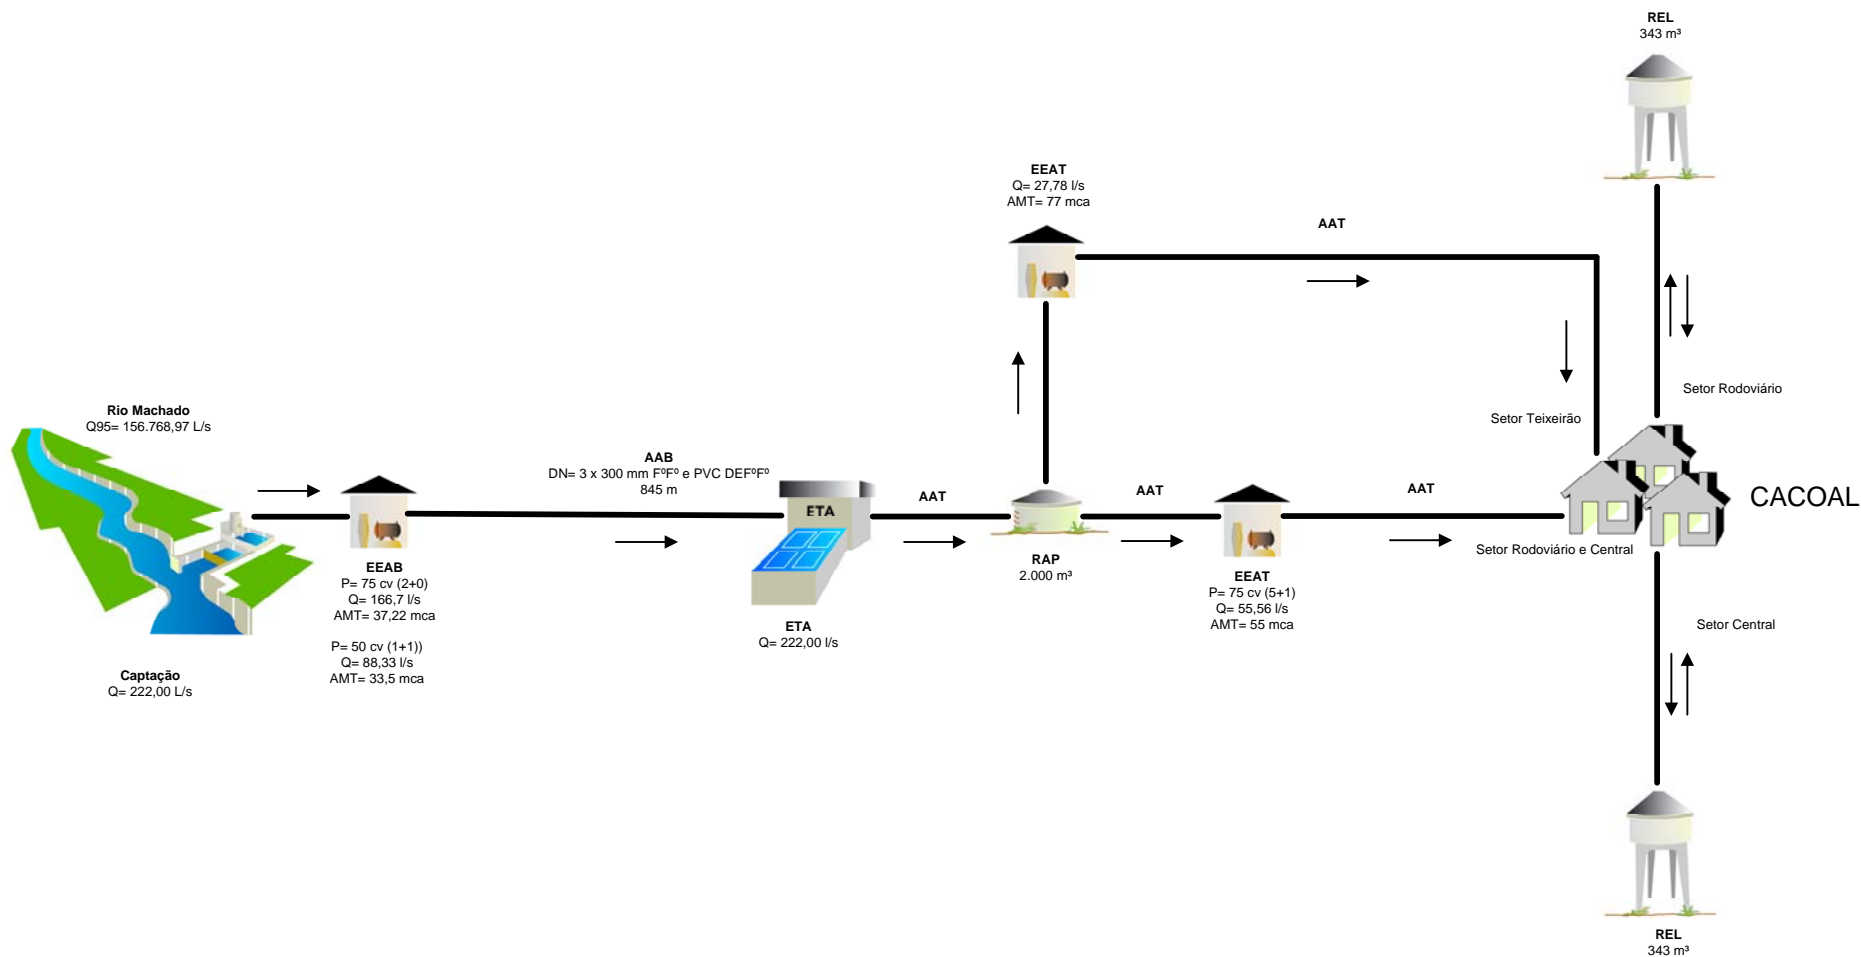 REL
343 m³
EEAT
Q= 27,78 l/s
AMT= 77 mca
AAT
Setor Rodoviário
Setor Teixeirão
Rio Machado
Q95= 156.768,97 L/s
AAB
DN= 3 x 300 mm FºFº e PVC DEFºFº
845 m
ETA
AAT
AAT
AAT
CACOAL
Setor Rodoviário e Central
EEAB
P= 75 cv (2+0)
Q= 166,7 l/s
AMT= 37,22 mca
P= 50 cv (1+1))
Q= 88,33 l/s
AMT= 33,5 mca
RAP
2.000 m³
EEAT
P= 75 cv (5+1)
Q= 55,56 l/s
AMT= 55 mca
ETA
Q= 222,00 l/s
Setor Central
Captação
Q= 222,00 L/s
REL
343 m³